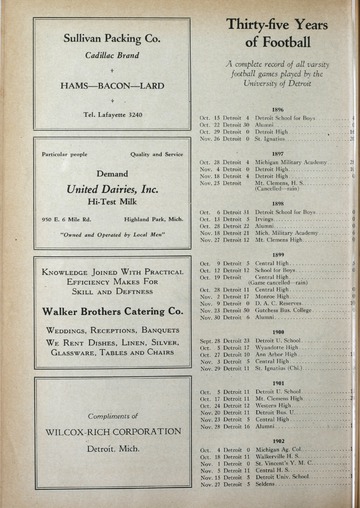 Sullivan Packing Co.
Cadillac Brand
HAMS—BACON—LARD
Tel. Lafayette 3240
Particular people Quality and Service
Demand
United Dairies, Inc.
Hi-Test Milk
950 E. 6 Mile Rd. Highland Park, Mich.
"Owned and Operated by Local Men"
Knowledge Joined With Practical
Efficiency Makes For
Skill and Deftness
Walker Brothers Catering Co.
Weddings, Receptions, Banquets
We Rent Dishes, Linen, Silver,
Glassware, Tables and Chairs
Compliments of
WILCOX-RICH CORPORATION
Detroit. Mich.
Thirty-five Years
of Football
A complete record of all varsity
football games played by the
University of Detroit
1896
Oct. 15 Detroit 4 Detroit School for Boys
Oct. 22 Detroit 30 Alumni
Oct. 29 Detroit 0 Detroit High
Nov. 26 Detroit 0 St. Ignatius
1897
Oct. 28 Detroit 4 Michigan Military Academy
Nov. 4 Detroit 0 Detroit High
Nov. 18 Detroit 4 Detroit High
Nov. 25 Detroit Mt. Clemens, H. S.
(Cancelled—rain)
1898
Oct. 6 Detroit 11 Detroit School for Boys
Oct. 13 Detroit 5 Irvings
Oct. 28 Detroit 22 Alumni
Nov. 18 Detroit 21 Mich. Military Academy
Nov. 27 Detroit 12 Mt. Clemens High
1899
Oct. 9 Detroit 5 Central High
Oct. 12 Detroit 12 School for Boys
Oct. 19 Detroit Central High
(Game cancelled—rain)
Oct. 28 Detroit 11 Central High
Nov. 2 Detroit 17 Monroe High
Nov. 9 Detroit 0 D. A. C. Reserves
Nov. 23 Detroit 30 Gutchess Bus. College
Nov. 30 Detroit 6 Alumni
1900
Sept. 28 Detroit 23 Detroit U. School
Oct. 5 Detroit 17 Wyandotte High
Oct. 27 Detroit 10 Ann Arbor High
Nov. 3 Detroit 5 Central High
Nov. 29 Detroit 11 St. Ignatius (Chi.)
1901
Oct. 5 Detroit 11 Detroit U. School
Oct. 17 Detroit 11 Mt. Clemens High
Oct. 24 Detroit 12 Western High
Nov. 20 Detroit 11 Detroit Bus. U.
Nov. 23 Detroit 5 Central High
Nov. 28 Detroit 16 Alumni
1902
Oct. 4 Detroit 0 Michigan Ag. Col.
Oct. 18 Detroit 11 Walkerville H. S.
Nov. 1 Detroit 0 St. Vincent's Y. M. C.
Nov. 5 Detroit 11 Central H. S.
Nov. 13 Detroit 5 Detroit Univ. School
Nov. 27 Detroit 5 Seldens